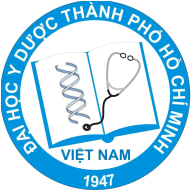 ĐẠI HỌC Y DƯỢC THÀNH PHỐ HỒ CHÍ MINH
VIỆT NAM
1947